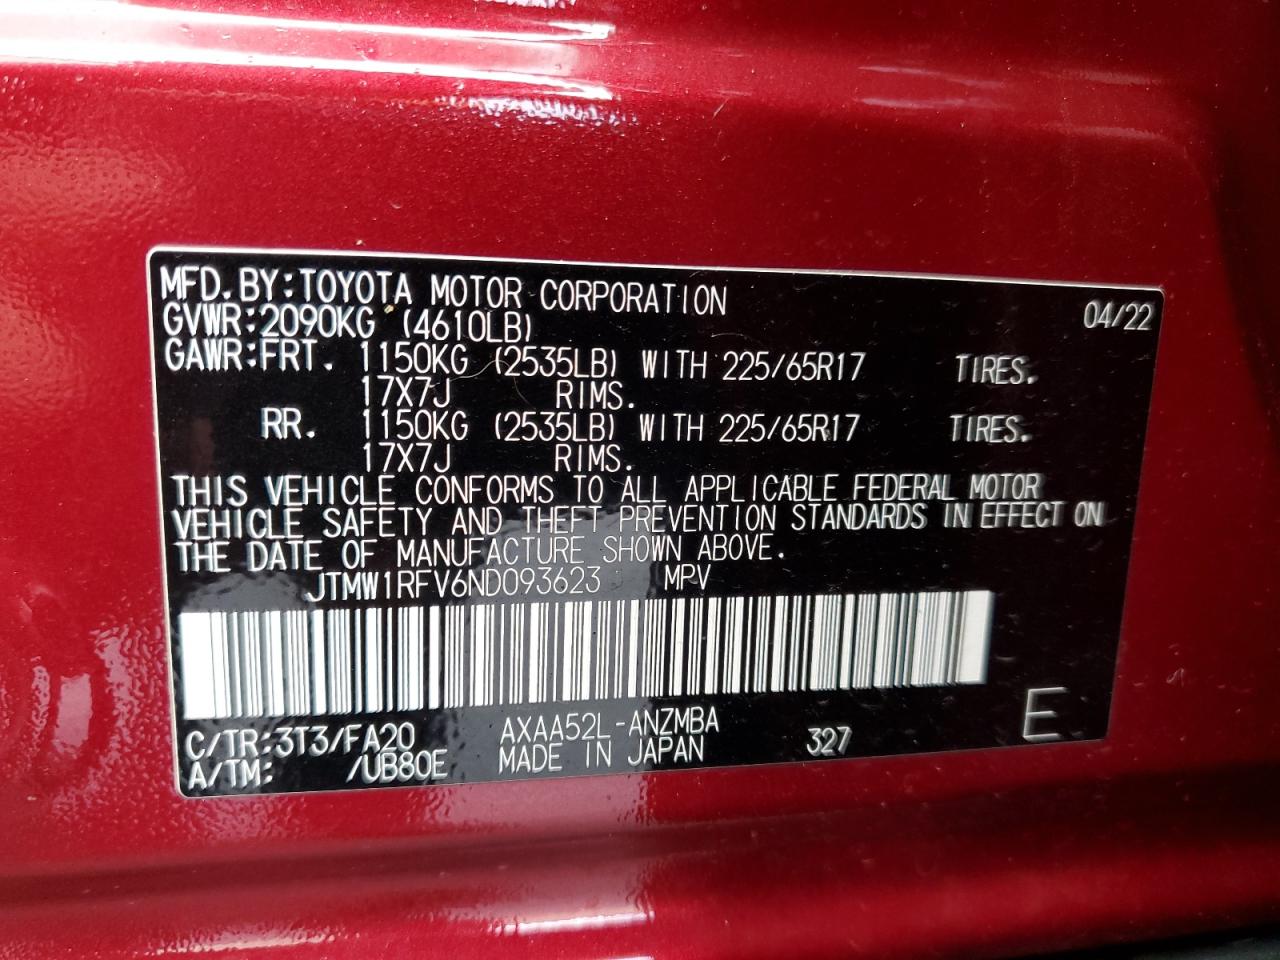 MFD.BY:TOYOTA MOTOR CORPORATION 04/22
GVWR:2090KG (4610LB)
GAWR:FRT. 1150KG (2535LB) WITH 225/65R17 TIRES.
17X7J RIMS.
RR. 1150KG (2535LB) WITH 225/65R17 TIRES.
17X7J RIMS.
THIS VEHICLE CONFORMS TO ALL APPLICABLE FEDERAL MOTOR
VEHICLE SAFETY AND THEFT PREVENTION STANDARDS IN EFFECT ON
THE DATE OF MANUFACTURE SHOWN ABOVE.
JTMW1RFV6ND093623 MPV
C/TR:3T3/FA20 AXAA52L-ANZMBA 327 E
A/TM: /UB80E MADE IN JAPAN